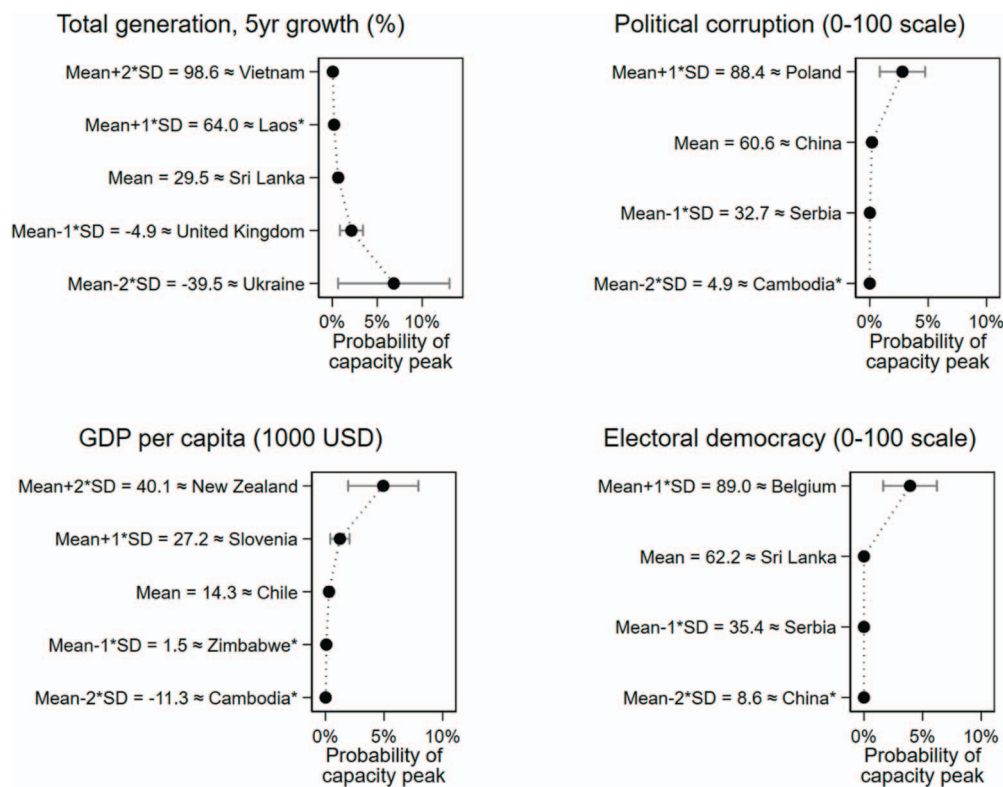 Total generation, 5yr growth (%)
Mean+2*SD = 98.6 ≈ Vietnam
Mean+1*SD = 64.0 ≈ Laos*
Mean = 29.5 ≈ Sri Lanka
Mean-1*SD = -4.9 ≈ United Kingdom
Mean-2*SD = -39.5 ≈ Ukraine
0% 5% 10%
Probability of
capacity peak
Political corruption (0-100 scale)
Mean+1*SD = 88.4 ≈ Poland
Mean = 60.6 ≈ China
Mean-1*SD = 32.7 ≈ Serbia
Mean-2*SD = 4.9 ≈ Cambodia*
0% 5% 10%
Probability of
capacity peak
GDP per capita (1000 USD)
Mean+2*SD = 40.1 ≈ New Zealand
Mean+1*SD = 27.2 ≈ Slovenia
Mean = 14.3 ≈ Chile
Mean-1*SD = 1.5 ≈ Zimbabwe*
Mean-2*SD = -11.3 ≈ Cambodia*
0% 5% 10%
Probability of
capacity peak
Electoral democracy (0-100 scale)
Mean+1*SD = 89.0 ≈ Belgium
Mean = 62.2 ≈ Sri Lanka
Mean-1*SD = 35.4 ≈ Serbia
Mean-2*SD = 8.6 ≈ China*
0% 5% 10%
Probability of
capacity peak